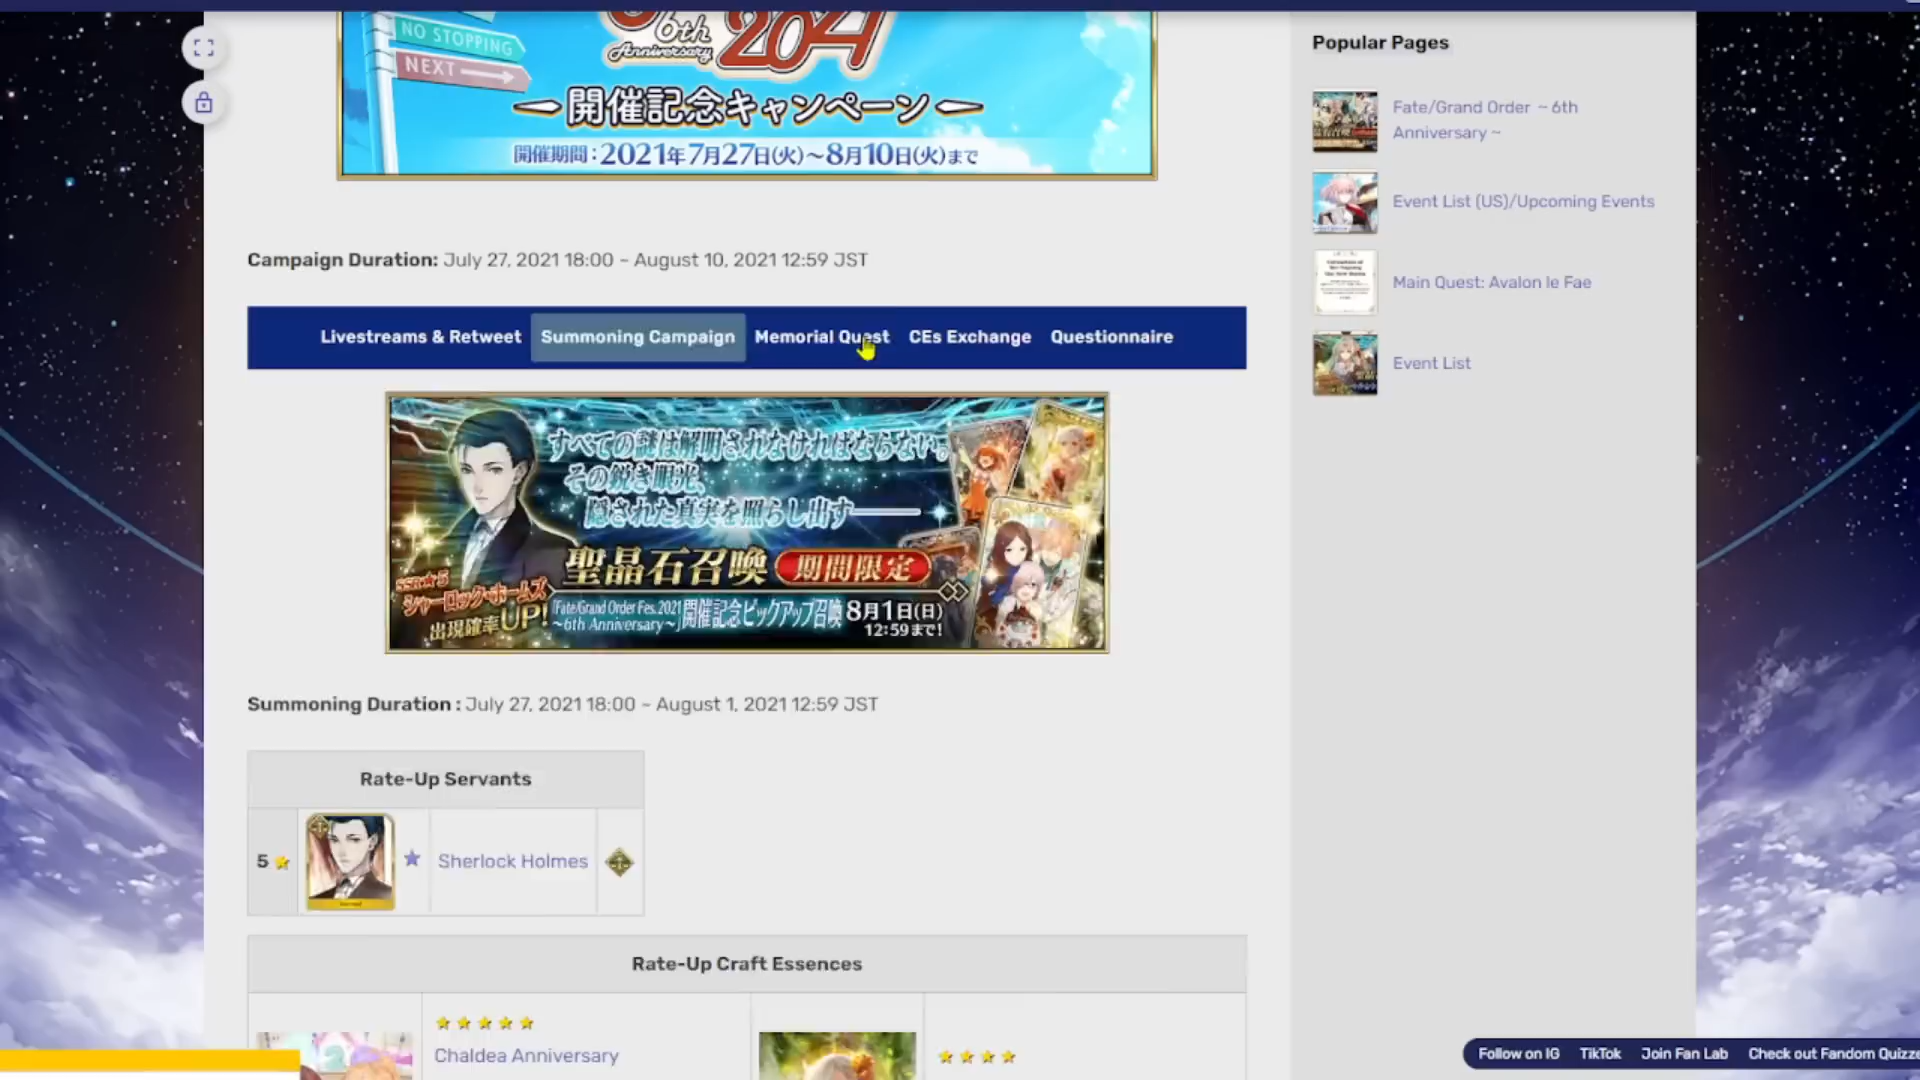 NO STOPPING
NEXT
6th
Anniversary
2021
開催記念キャンペーン
開催期間：2021年7月27日(火)～8月10日(火)まで
Campaign Duration: July 27, 2021 18:00 ~ August 10, 2021 12:59 JST
Livestreams & Retweet Summoning Campaign Memorial Quest CEs Exchange Questionnaire
すべての謎は解明されなければならない。
その鋭き眼光、
隠された真実を照らし出す――
聖晶石召喚 期間限定
SSR★5
シャーロック・ホームズ
出現確率UP!
「Fate/Grand Order Fes. 2021
～6th Anniversary～」開催記念ピックアップ召喚 8月1日(日)
12:59まで!
Summoning Duration : July 27, 2021 18:00 ~ August 1, 2021 12:59 JST
Rate-Up Servants
5 Sherlock Holmes
Rate-Up Craft Essences
Chaldea Anniversary
Popular Pages
Fate/Grand Order ~ 6th
Anniversary ~
Event List (US)/Upcoming Events
Main Quest: Avalon le Fae
Event List
Follow on IG TikTok Join Fan Lab Check out Fandom Quizze